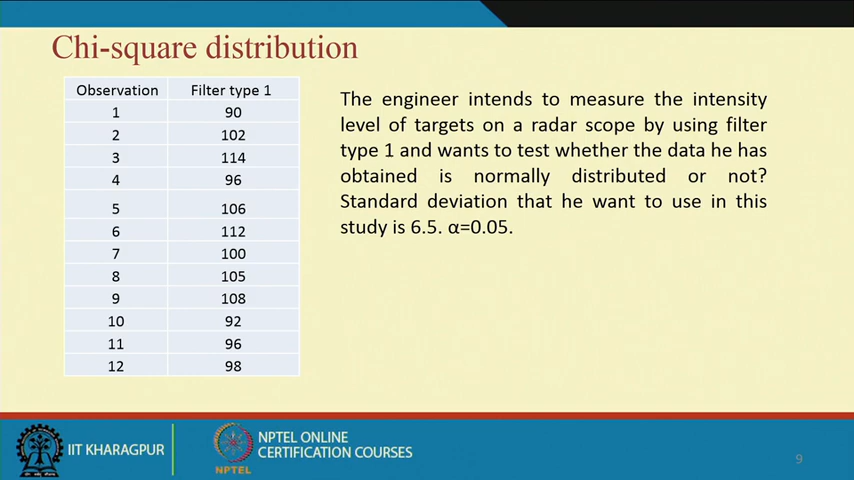 Chi-square distribution
Observation Filter type 1
1 90
2 102
3 114
4 96
5 106
6 112
7 100
8 105
9 108
10 92
11 96
12 98
The engineer intends to measure the intensity
level of targets on a radar scope by using filter
type 1 and wants to test whether the data he has
obtained is normally distributed or not?
Standard deviation that he want to use in this
study is 6.5. α=0.05.
IIT KHARAGPUR
NPTEL
NPTEL ONLINE
CERTIFICATION COURSES
9